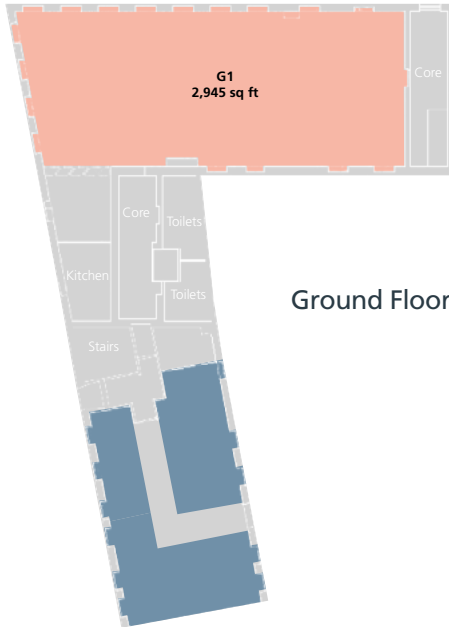 G1
2,945 sq ft
Core
Core
Toilets
Kitchen
Toilets
Ground Floor
Stairs